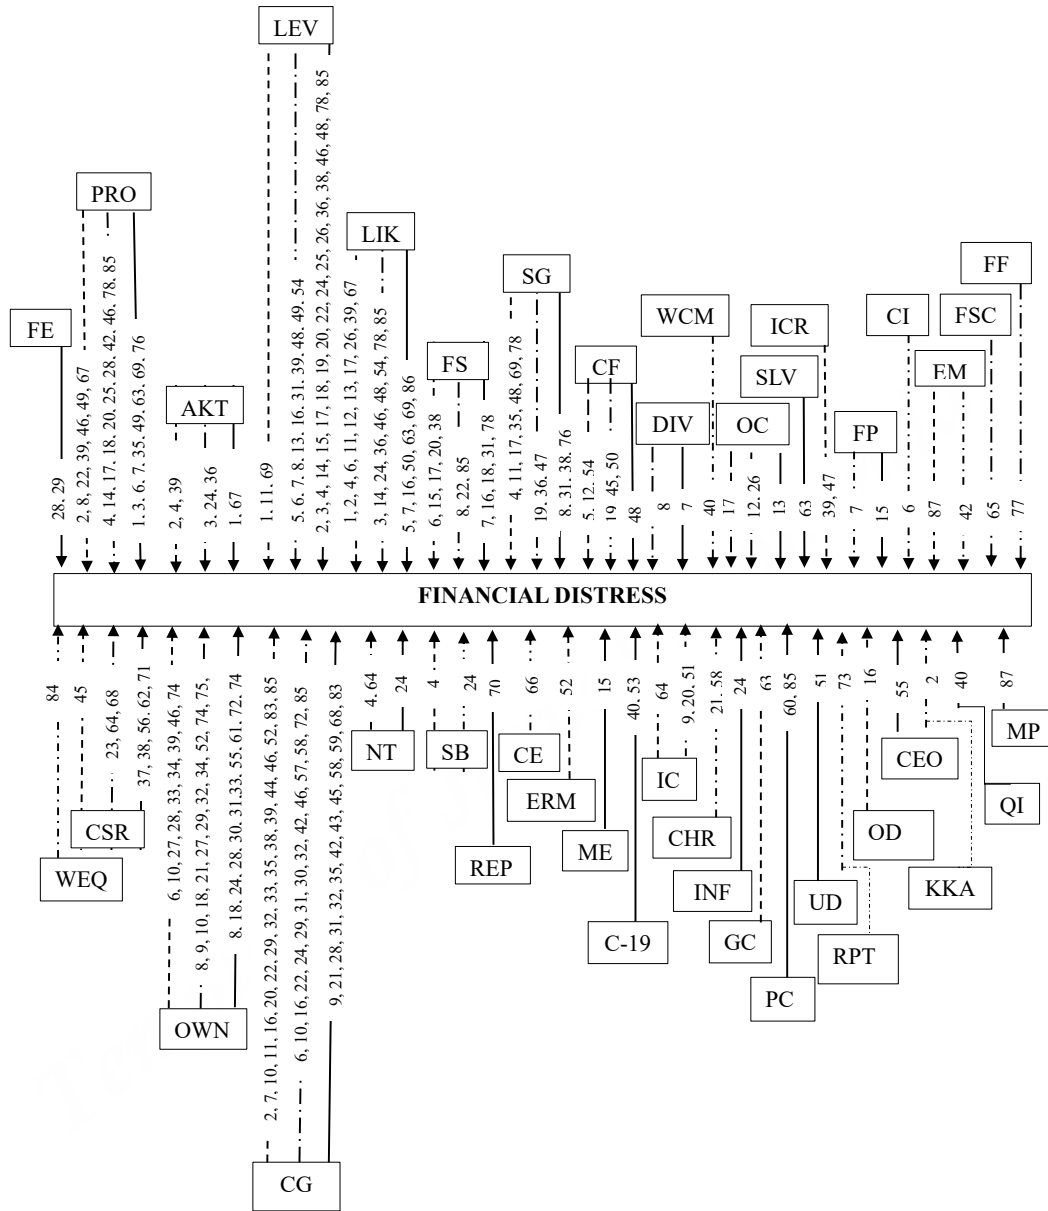 LEV
PRO
LIK
SG
FF
FE
WCM
ICR
CI
FSC
AKT
FS
CF
SLV
EM
DIV
OC
FP
28. 29
2, 8, 22, 39, 46, 49, 67
4. 14. 17. 18. 20. 25. 28. 42. 46. 78. 85
1. 3. 6. 7. 35. 49. 63. 69. 76
2, 4, 39
3. 24. 36
1. 67
1. 11. 69
5. 6. 7. 8. 13. 16. 31. 39. 48. 49. 54
2, 3, 4, 14, 15, 17, 18, 19, 20, 22, 24, 25, 26, 36, 38, 46, 48, 78, 85
1, 2, 4, 6, 11, 12, 13, 17, 26, 39, 67
3, 14, 24, 36, 46, 48, 54, 78, 85
5, 7, 16, 50, 63, 69, 86
6, 15, 17, 20, 38
8, 22, 85
7, 16, 18, 31, 78
4, 11, 17, 35, 48, 69, 78
19. 36. 47
8. 31. 38. 76
5. 12. 54
19 45, 50
48
8
7
40
17
12. 26
13
63
39, 47
7
15
6
87
42
65
77
FINANCIAL DISTRESS
84
45
23, 64, 68
37, 38, 56. 62, 71
6, 10, 27, 28, 33, 34, 39, 46, 74
8, 9, 10, 18, 21, 27, 29, 32, 34, 52, 74, 75,
8. 18. 24. 28. 30. 31.33. 55. 61. 72. 74
2, 7, 10, 11, 16, 20, 22, 29, 32, 33, 35, 38, 39, 44, 46, 52, 83, 85
6, 10, 16, 22, 24, 29, 31, 30, 32, 42, 46, 57, 58, 72, 85
9, 21, 28, 31, 32, 35, 42, 43, 45, 58, 59, 68, 83
4. 64
24
4
24
70
66
52
15
40. 53
64
9, 20, 51
21. 58
24
63
60, 85
51
73
16
55
2
40
87
MP
NT
SB
CE
CEO
IC
CSR
ERM
QI
CHR
OD
ME
REP
WEQ
KKA
INF
UD
C-19
GC
RPT
PC
OWN
CG